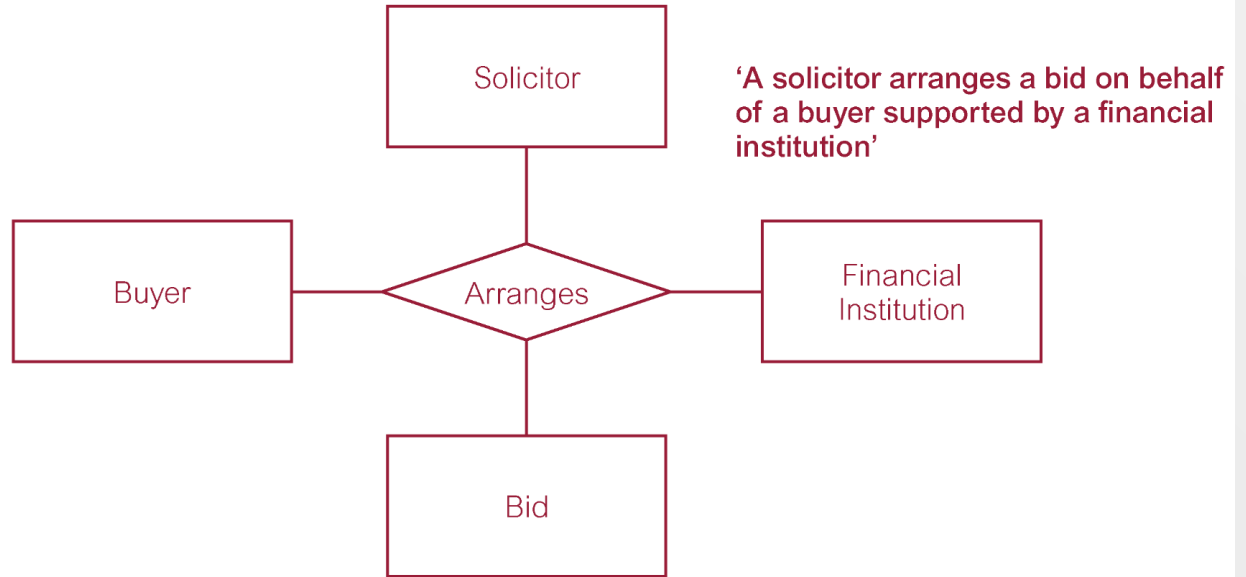 Solicitor
‘A solicitor arranges a bid on behalf
of a buyer supported by a financial
institution’
Buyer
Arranges
Financial
Institution
Bid